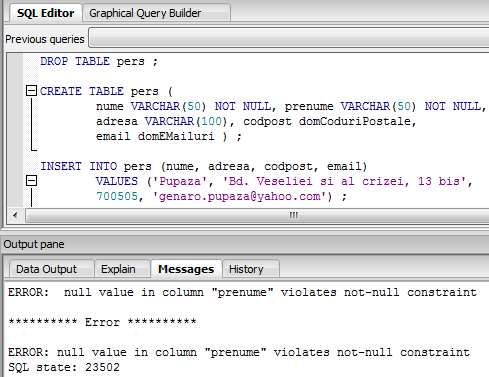 SQL Editor Graphical Query Builder
Previous queries
DROP TABLE pers ;
CREATE TABLE pers (
nume VARCHAR(50) NOT NULL, prenume VARCHAR(50) NOT NULL,
adresa VARCHAR(100), codpost domCoduriPostale,
email domEMailuri ) ;
INSERT INTO pers (nume, adresa, codpost, email)
VALUES ('Pupaza', 'Bd. Veseliei si al crizei, 13 bis',
700505, 'genaro.pupaza@yahoo.com') ;
Output pane
Data Output Explain Messages History
ERROR:  null value in column "prenume" violates not-null constraint
********** Error **********
ERROR: null value in column "prenume" violates not-null constraint
SQL state: 23502